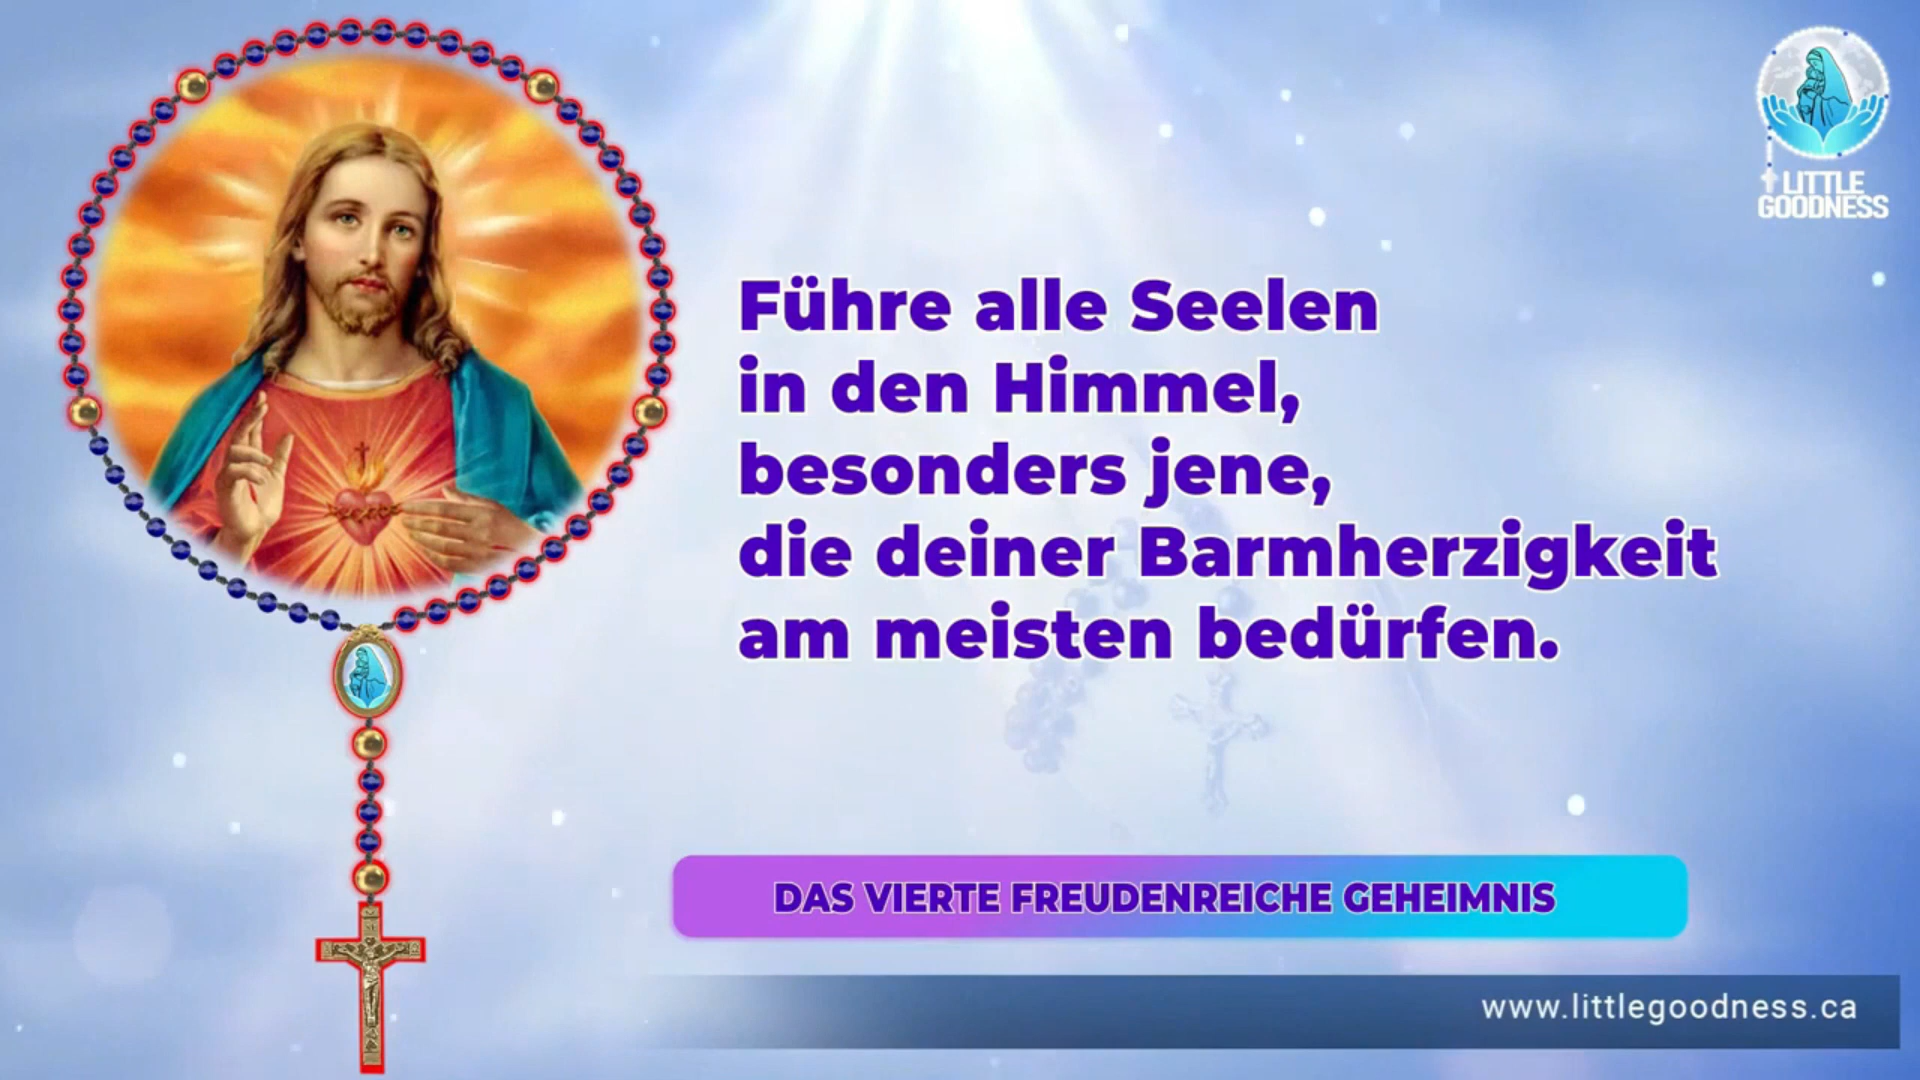 LITTLE
GOODNESS
Führe alle Seelen
in den Himmel,
besonders jene,
die deiner Barmherzigkeit
am meisten bedürfen.
DAS VIERTE FREUDENREICHE GEHEIMNIS
www.littlegoodness.ca